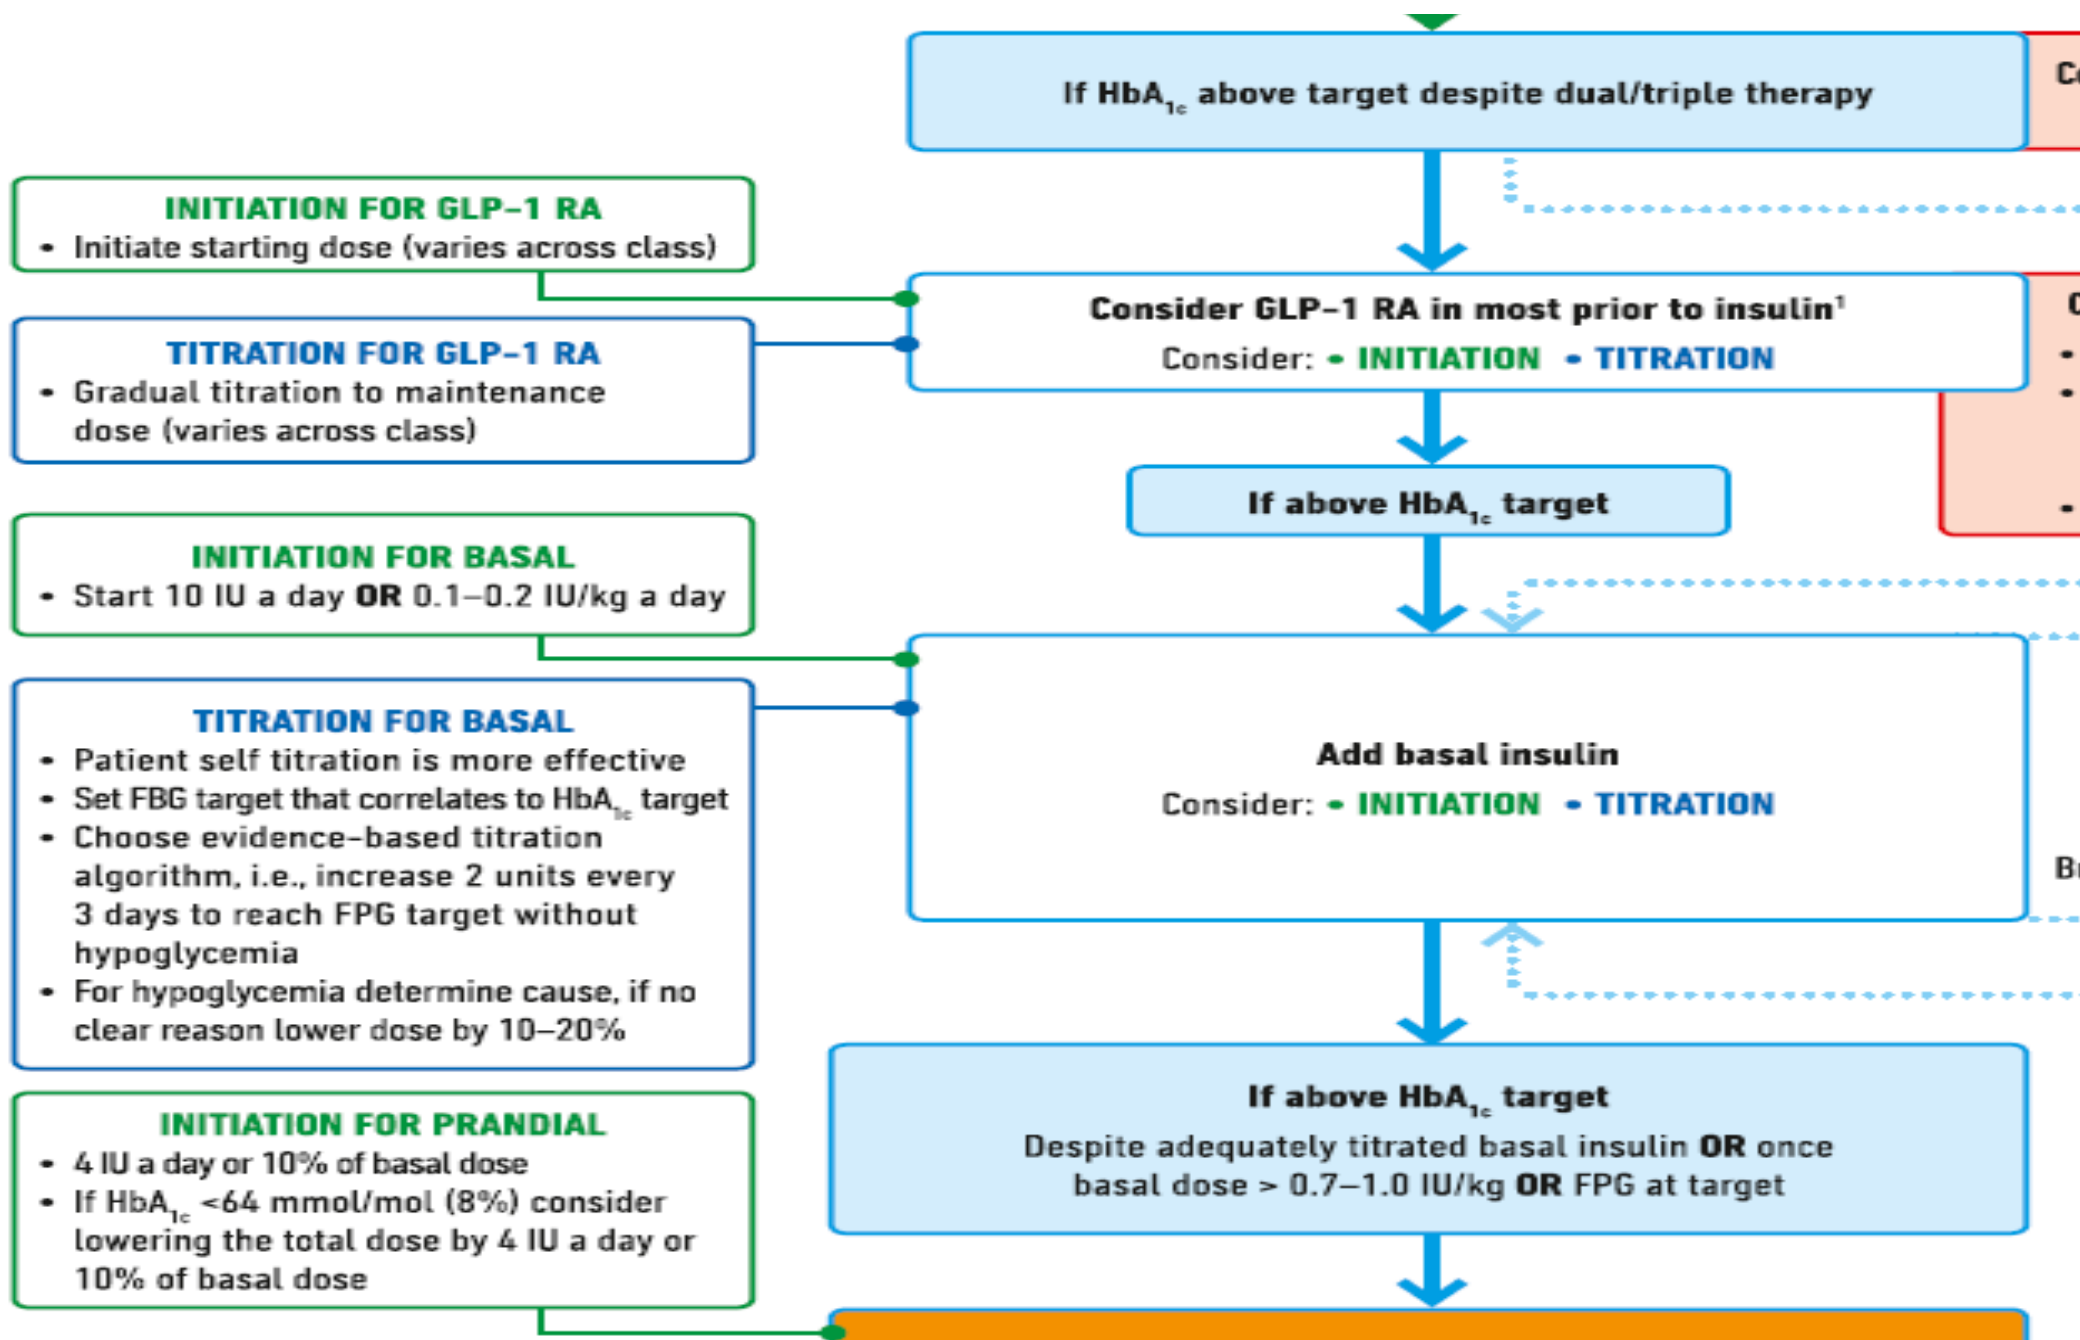 If HbA1c above target despite dual/triple therapy
INITIATION FOR GLP-1 RA
• Initiate starting dose (varies across class)
Consider GLP-1 RA in most prior to insulin¹
Consider: • INITIATION • TITRATION
TITRATION FOR GLP-1 RA
• Gradual titration to maintenance
dose (varies across class)
If above HbA1c target
INITIATION FOR BASAL
• Start 10 IU a day OR 0.1–0.2 IU/kg a day
Add basal insulin
Consider: • INITIATION • TITRATION
TITRATION FOR BASAL
• Patient self titration is more effective
• Set FBG target that correlates to HbA1c target
• Choose evidence-based titration
algorithm, i.e., increase 2 units every
3 days to reach FPG target without
hypoglycemia
• For hypoglycemia determine cause, if no
clear reason lower dose by 10–20%
If above HbA1c target
Despite adequately titrated basal insulin OR once
basal dose > 0.7–1.0 IU/kg OR FPG at target
INITIATION FOR PRANDIAL
• 4 IU a day or 10% of basal dose
• If HbA1c <64 mmol/mol (8%) consider
lowering the total dose by 4 IU a day or
10% of basal dose